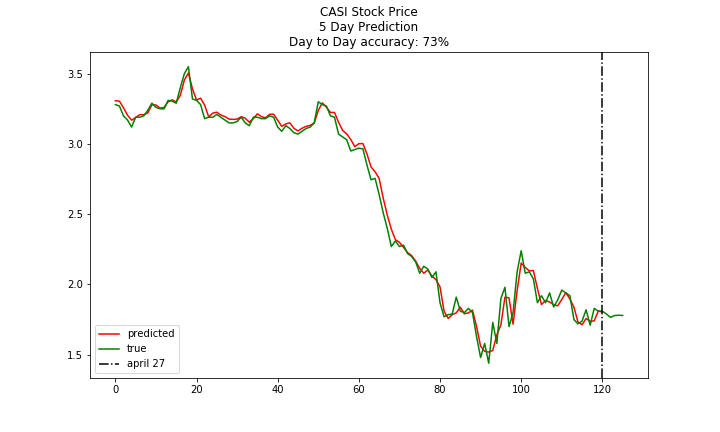 CASI Stock Price
5 Day Prediction
Day to Day accuracy: 73%
3.5
3.0
2.5
2.0
1.5
predicted
true
april 27
0 20 40 60 80 100 120